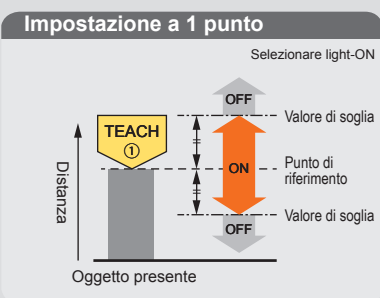 Impostazione a 1 punto
Selezionare light-ON
OFF
TEACH
①
Valore di soglia
Distanza
ON
Punto di
riferimento
Valore di soglia
OFF
Oggetto presente